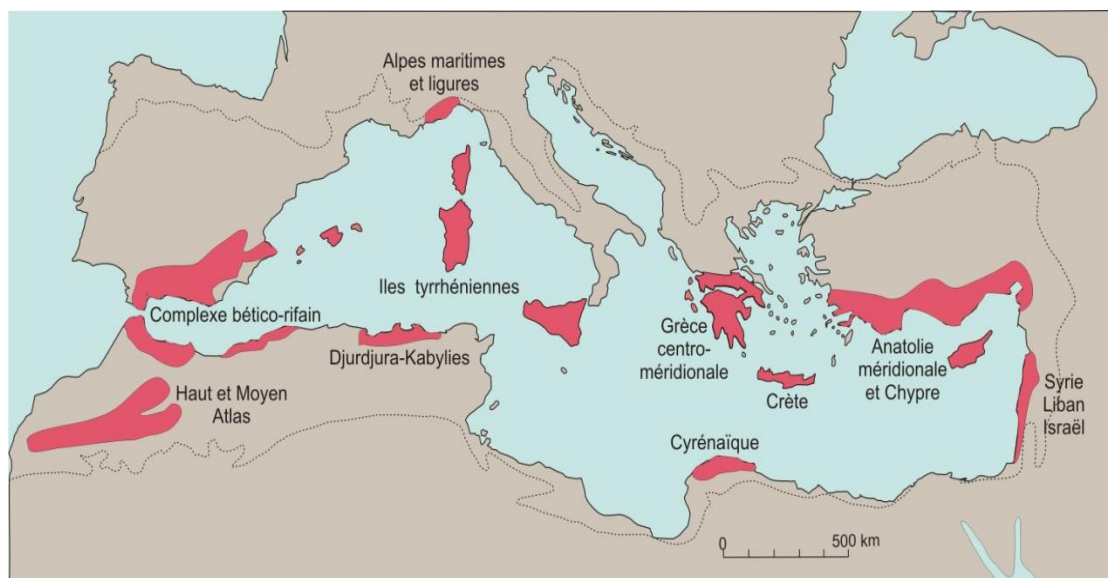 Alpes maritimes
et ligures
Iles tyrrhéniennes
Complexe bético-rifain
Djurdjura-Kabylies
Haut et Moyen
Atlas
Grèce
centro-
méridionale
Crète
Anatolie
méridionale
et Chypre
Syrie
Liban
Israël
Cyrénaïque
0
500 km